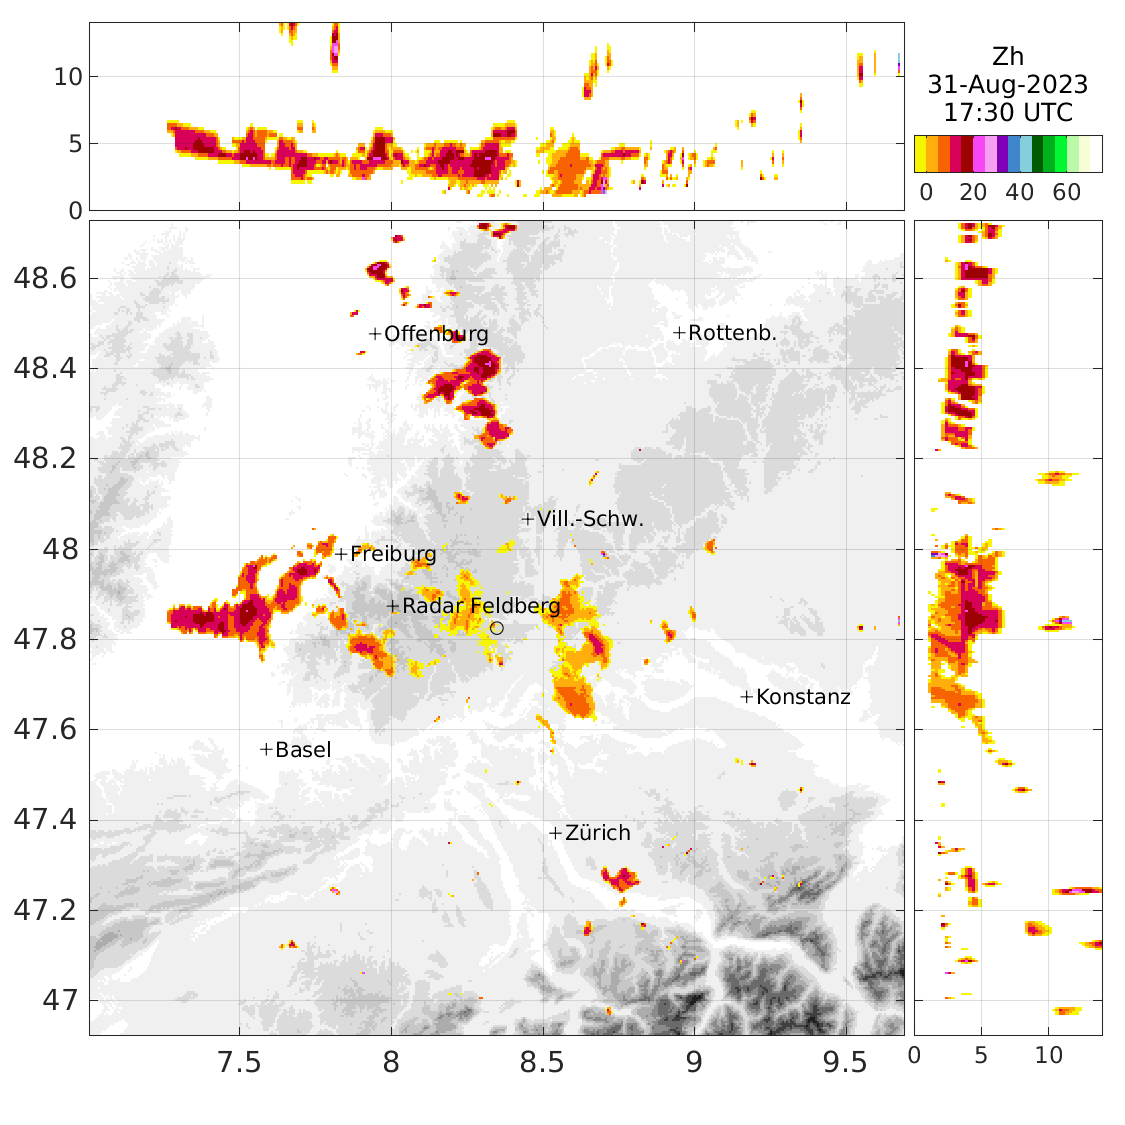 10
5
0
Zh
31-Aug-2023
17:30 UTC
0 20 40 60
48.6
48.4
48.2
48
47.8
47.6
47.4
47.2
47
Offenburg
Rottenb.
Vill.-Schw.
Freiburg
Radar Feldberg
Konstanz
Basel
Zürich
7.5 8 8.5 9 9.5
0 5 10